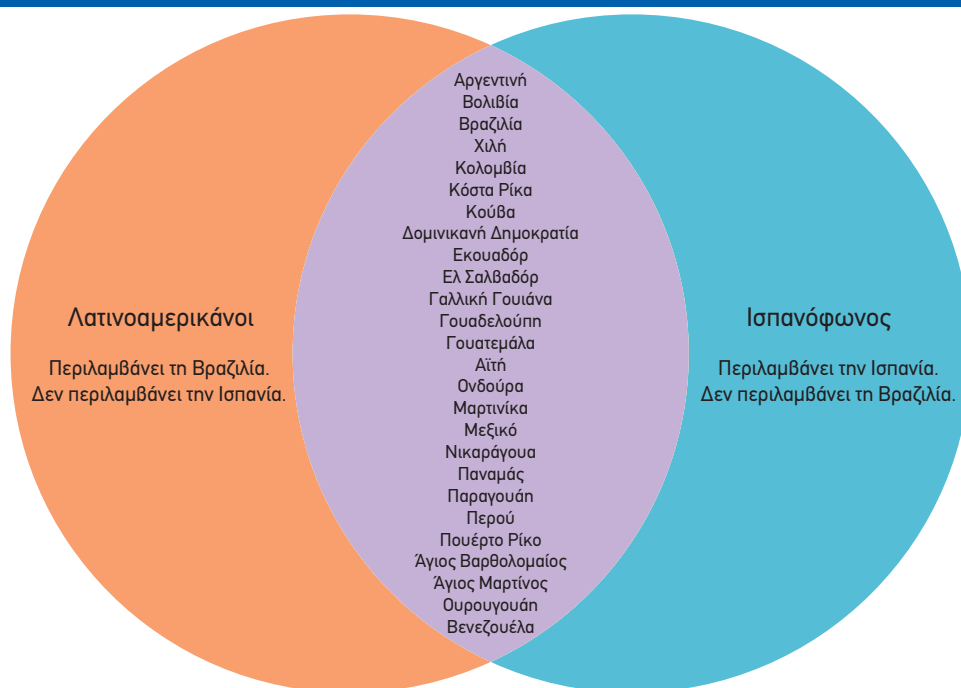 Αργεντινή
Βολιβία
Βραζιλία
Χιλή
Κολομβία
Κόστα Ρίκα
Κούβα
Δομινικανή Δημοκρατία
Εκουαδόρ
Ελ Σαλβαδόρ
Γαλλική Γουιάνα
Γουαδελούπη
Γουατεμάλα
Αϊτή
Ονδούρα
Μαρτινίκα
Μεξικό
Νικαράγουα
Παναμάς
Παραγουάη
Περού
Πουέρτο Ρίκο
Άγιος Βαρθολομαίος
Άγιος Μαρτίνος
Ουρουγουάη
Βενεζουέλα
Λατινοαμερικάνοι
Περιλαμβάνει τη Βραζιλία.
Δεν περιλαμβάνει την Ισπανία.
Ισπανόφωνος
Περιλαμβάνει την Ισπανία.
Δεν περιλαμβάνει τη Βραζιλία.